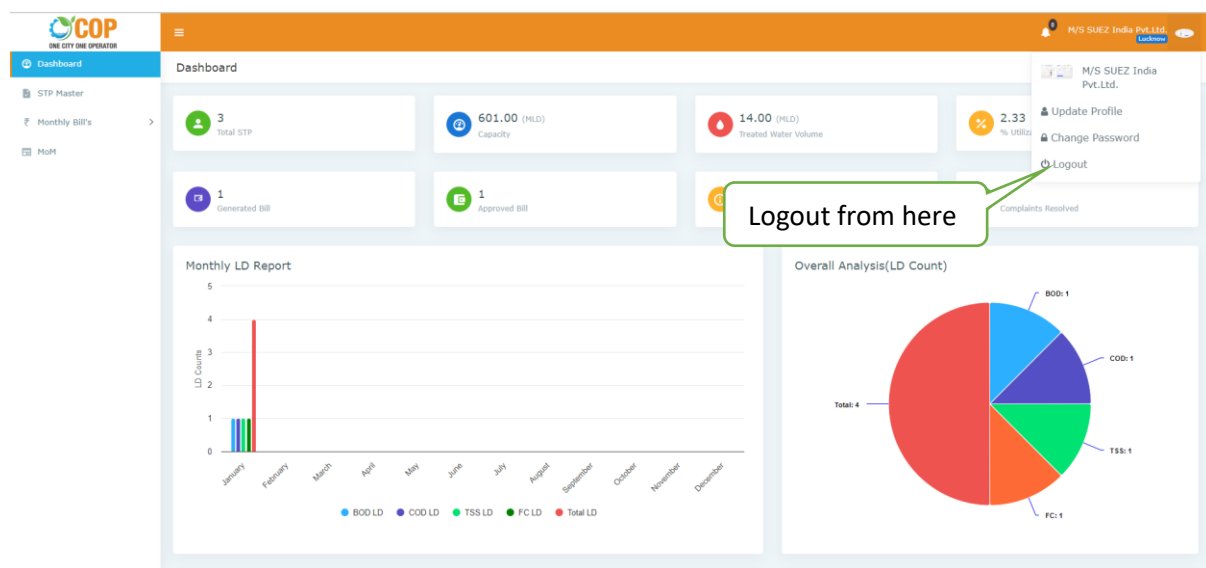 COP
ONE CITY ONE OPERATOR
0
M/S SUEZ India Pvt.Ltd.
Lucknow
Dashboard
STP Master
₹ Monthly Bill's
MoM
Dashboard
M/S SUEZ India
Pvt.Ltd.
Update Profile
Change Password
Logout
3
Total STP
601.00 (MLD)
Capacity
14.00 (MLD)
Treated Water Volume
2.33
%
1
Generated Bill
1
Approved Bill
Complaints Resolved
Logout from here
Monthly LD Report
LD Counts
5
4
3
2
1
0
January
February
March
April
May
June
July
August
September
October
November
December
BOD LD
COD LD
TSS LD
FC LD
Total LD
Overall Analysis(LD Count)
BOD: 1
COD: 1
TSS: 1
FC: 1
Total: 4